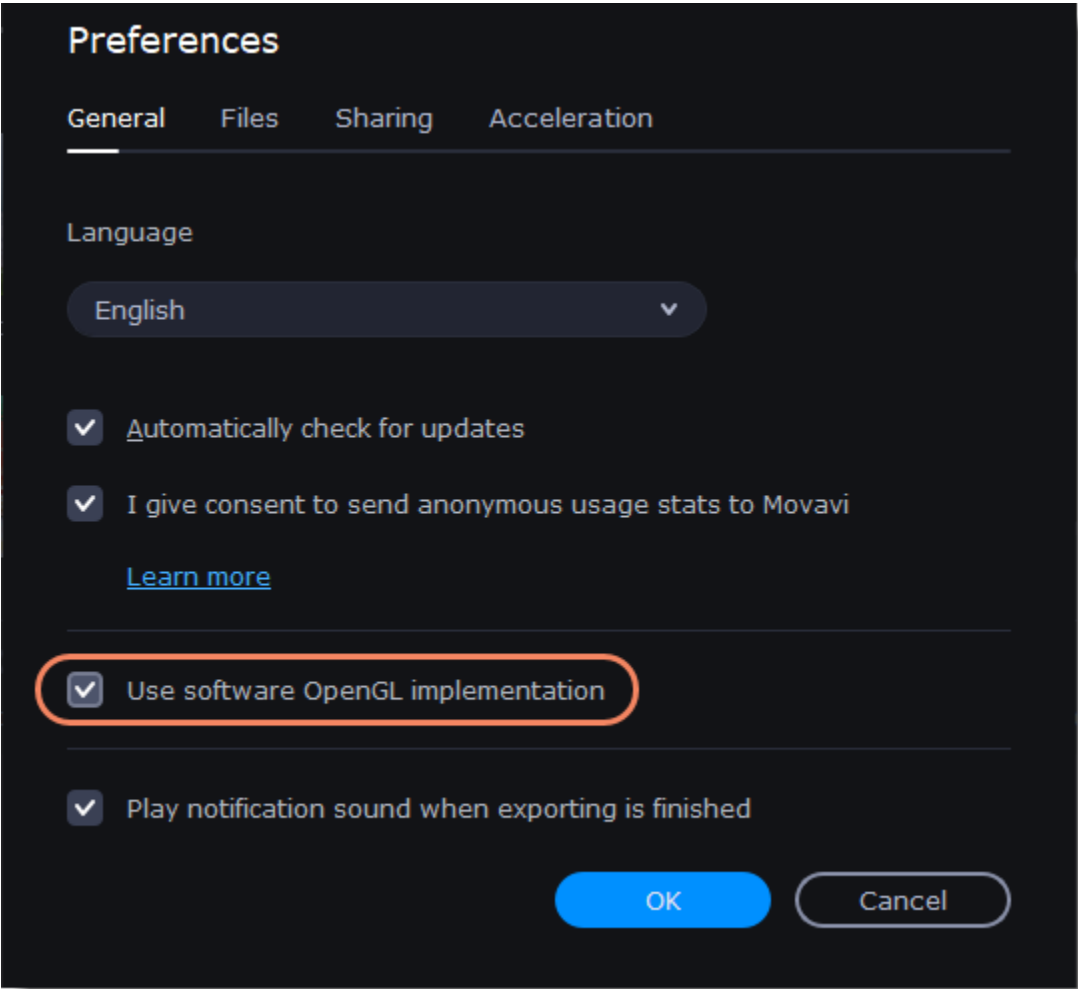 Preferences
General Files Sharing Acceleration
Language
English
Automatically check for updates
I give consent to send anonymous usage stats to Movavi
Learn more
Use software OpenGL implementation
Play notification sound when exporting is finished
OK Cancel